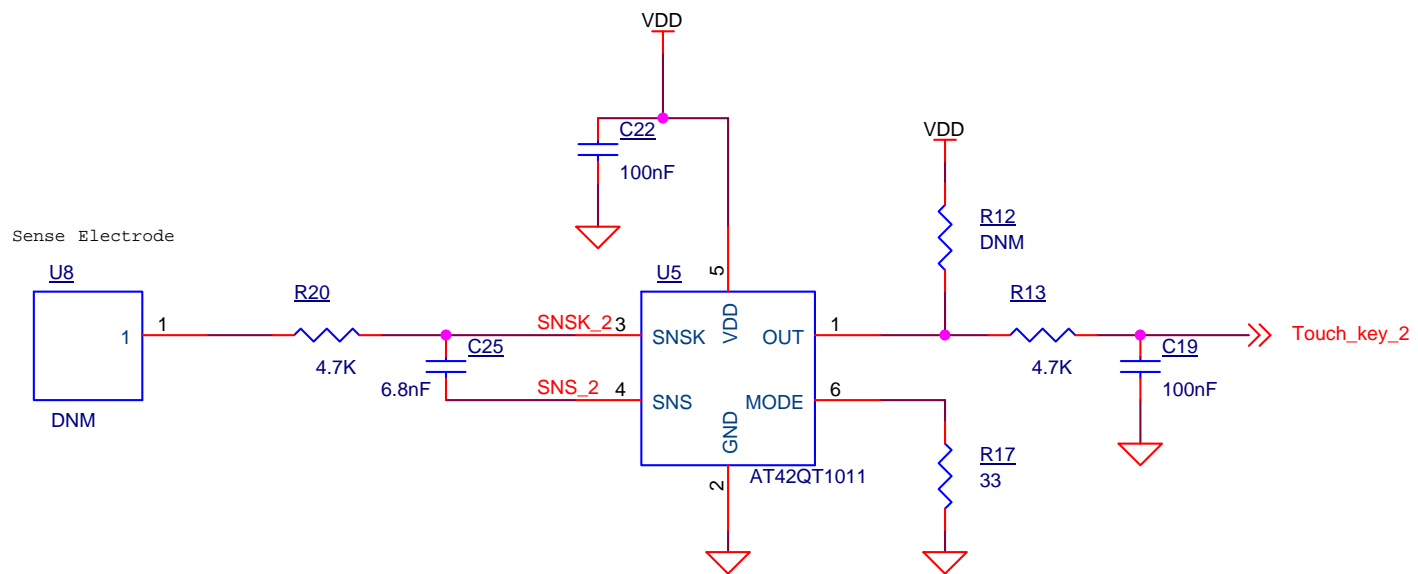 VDD
C22
100nF
VDD
R12
DNM
Sense Electrode
U8
1
1
DNM
R20
4.7K
C25
6.8nF
SNSK_2
SNS_2
U5
3
SNSK
4
SNS
5
VDD
GND
2
OUT
1
MODE
6
AT42QT1011
R13
4.7K
C19
100nF
Touch_key_2
R17
33